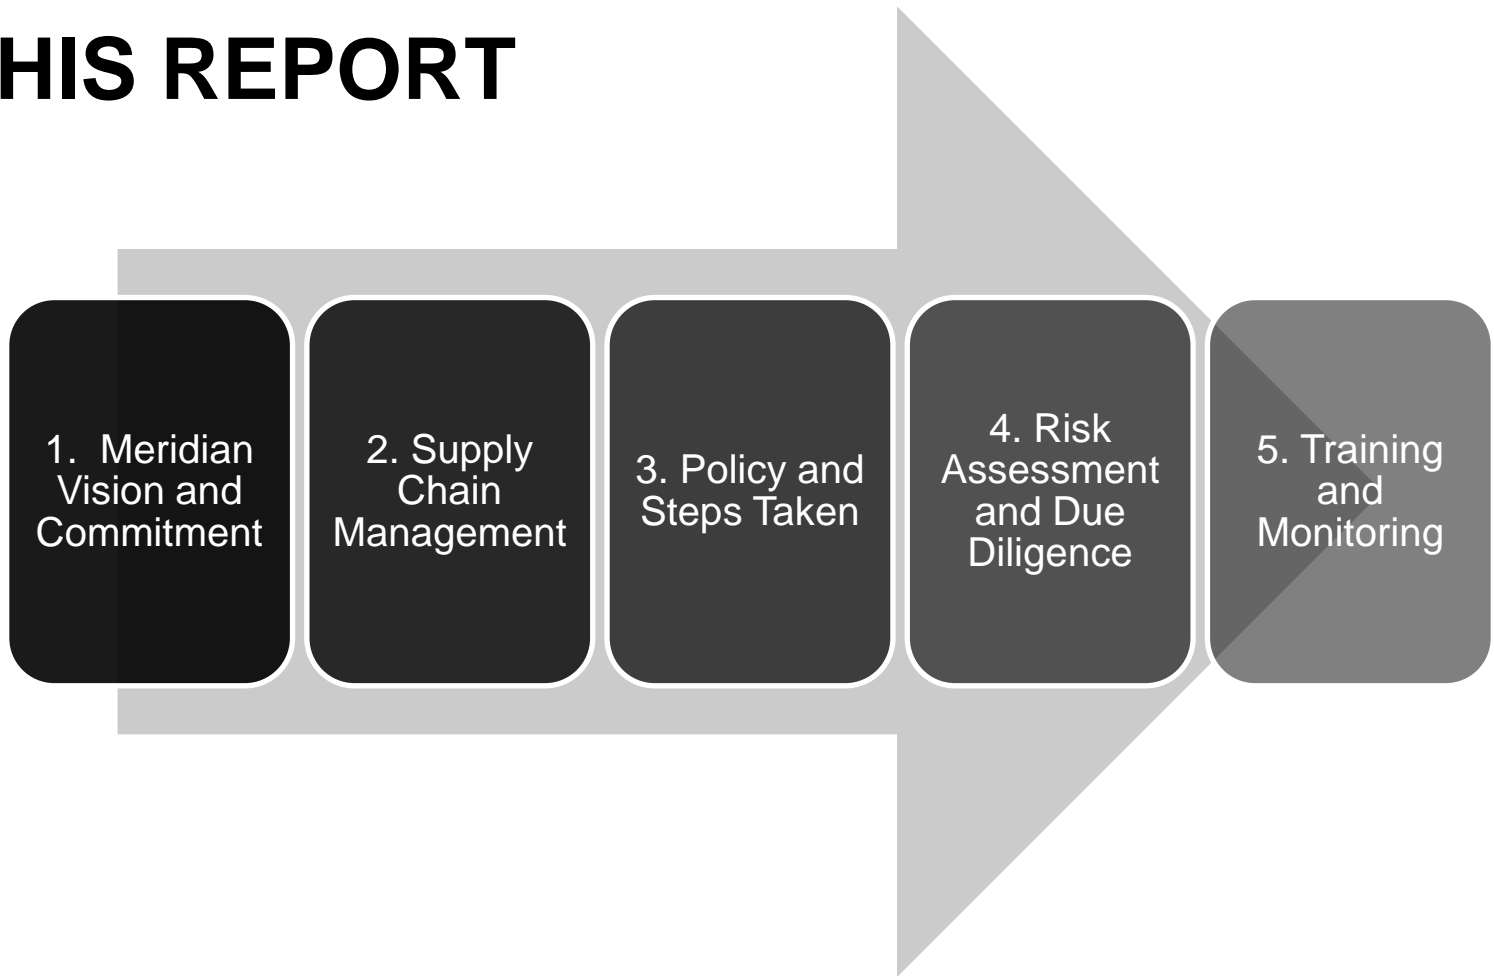 HIS REPORT
1. Meridian
Vision and
Commitment
2. Supply
Chain
Management
3. Policy and
Steps Taken
4. Risk
Assessment
and Due
Diligence
5. Training
and
Monitoring